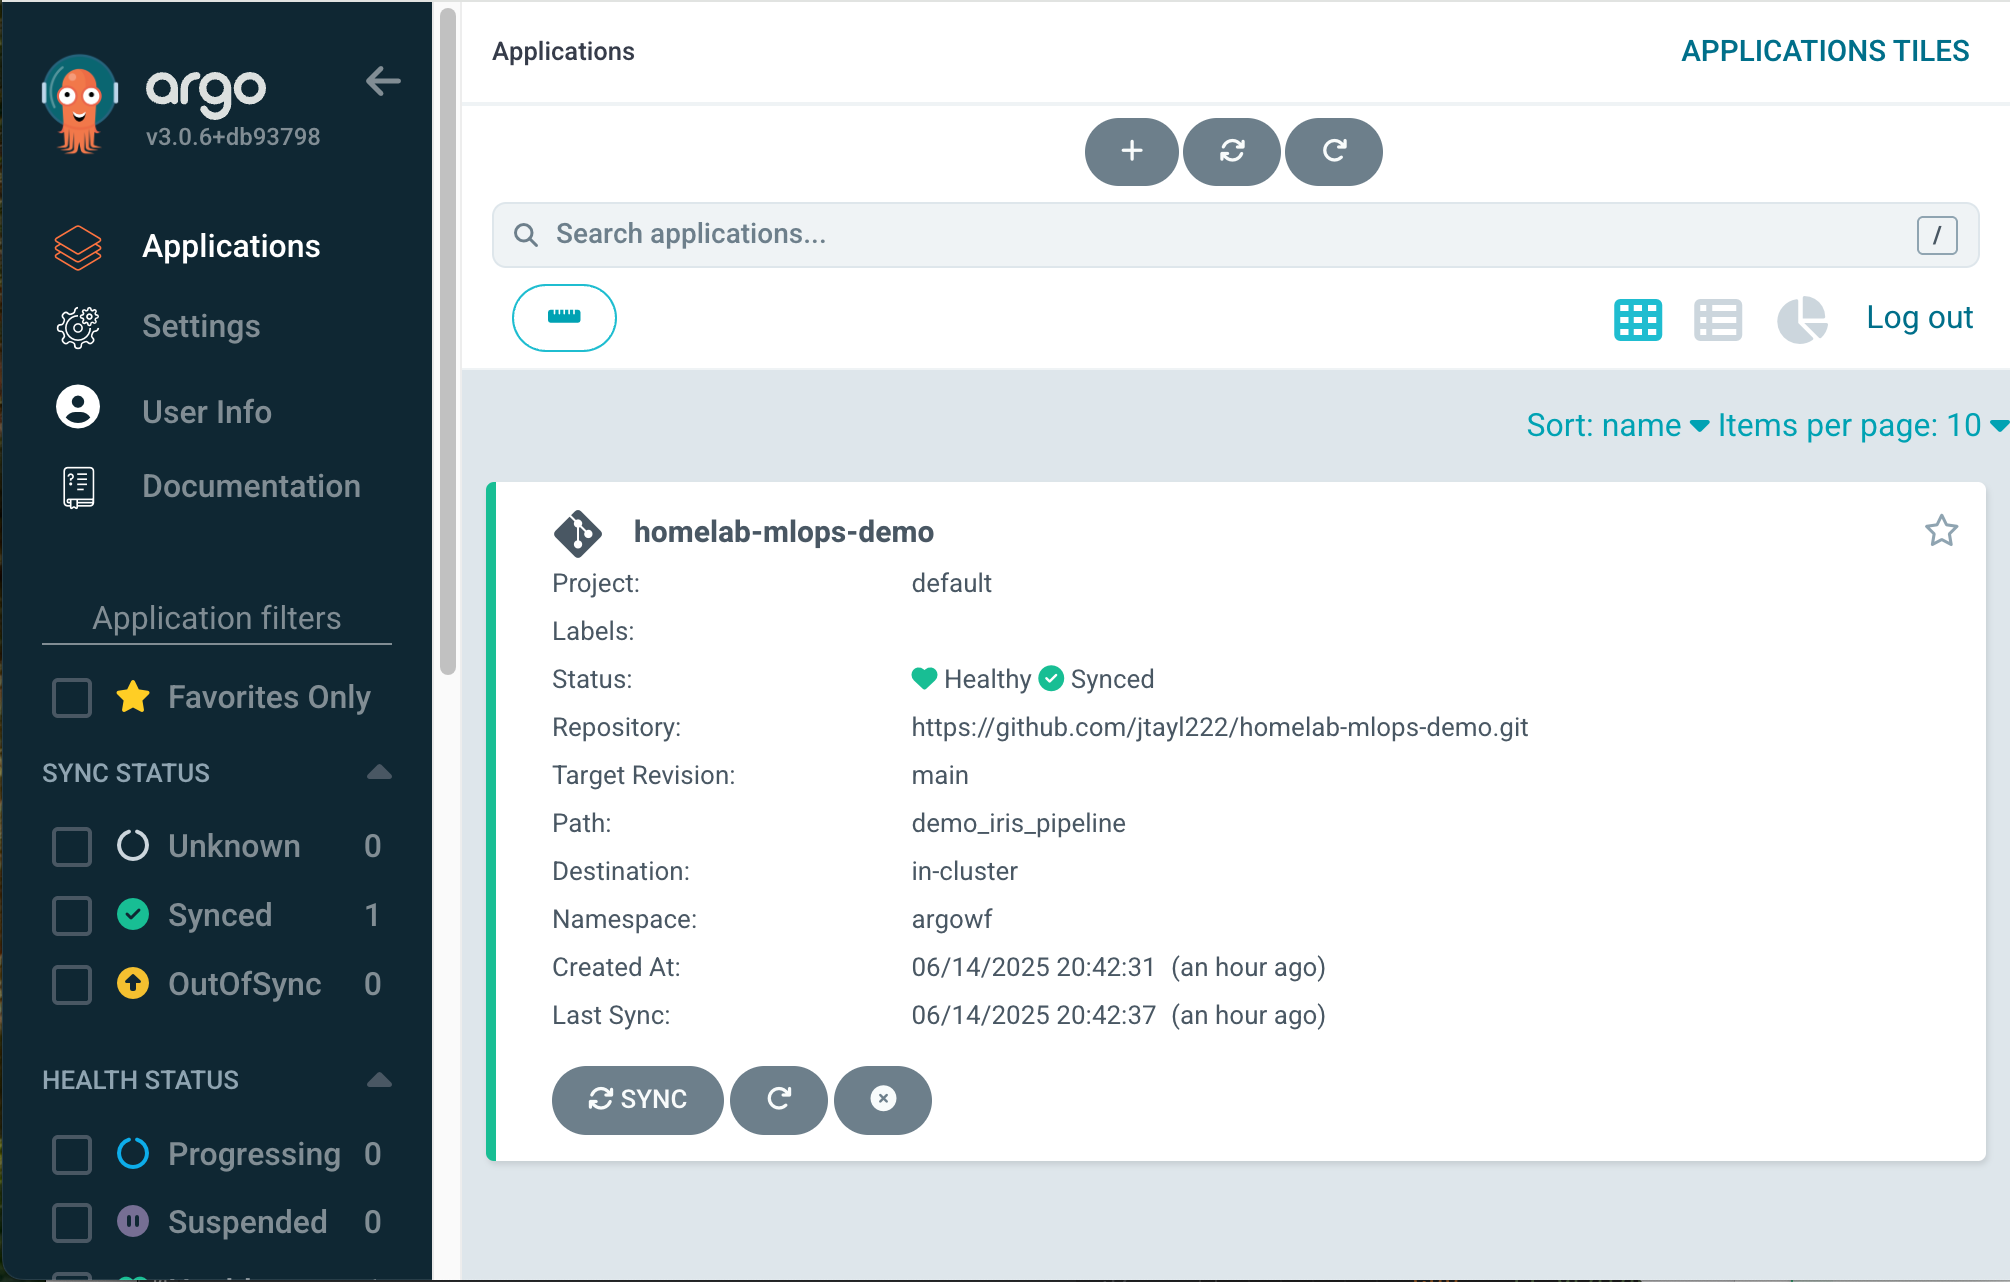 argo
v3.0.6+db93798
Applications
Settings
User Info
Documentation
Application filters
Favorites Only
SYNC STATUS
Unknown 0
Synced 1
OutOfSync 0
HEALTH STATUS
Progressing 0
Suspended 0
Applications
APPLICATIONS TILES
Search applications...
/
Log out
Sort: name Items per page: 10
homelab-mlops-demo
Project: default
Labels:
Status: Healthy Synced
Repository: https://github.com/jtayl222/homelab-mlops-demo.git
Target Revision: main
Path: demo_iris_pipeline
Destination: in-cluster
Namespace: argowf
Created At: 06/14/2025 20:42:31 (an hour ago)
Last Sync: 06/14/2025 20:42:37 (an hour ago)
SYNC